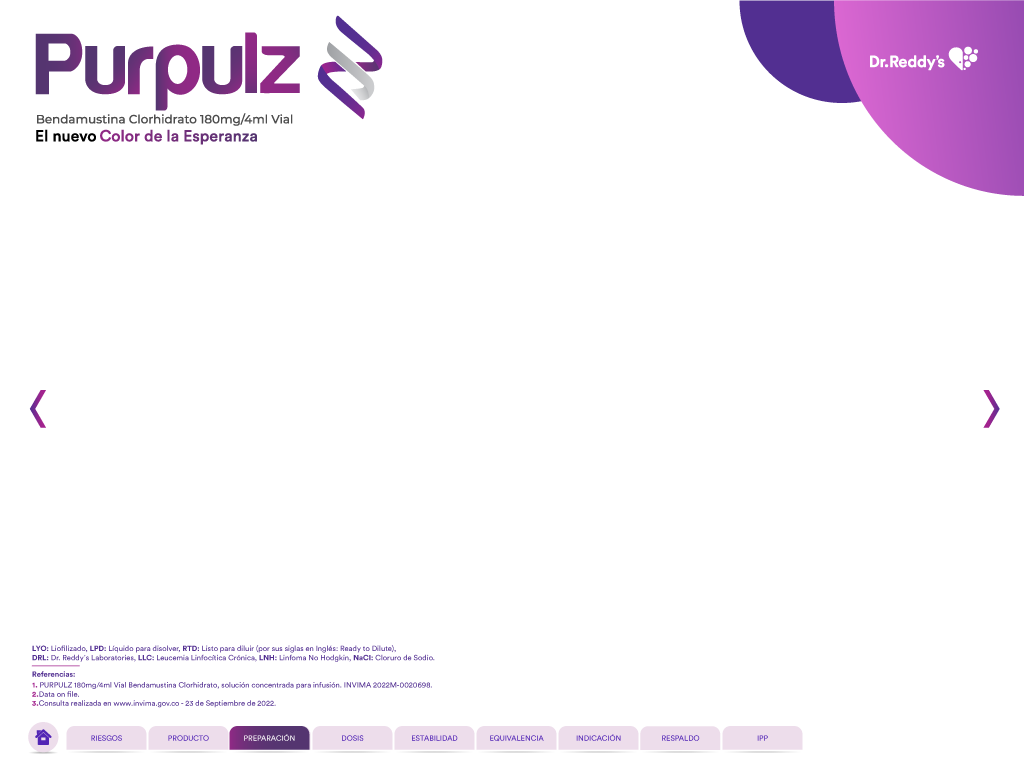 Purpulz
Dr.Reddy's
Bendamustina Clorhidrato 180mg/4ml Vial
El nuevo Color de la Esperanza
LYO: Liofilizado, LPD: Líquido para disolver, RTD: Listo para diluir (por sus siglas en Inglés: Ready to Dilute),
DRL: Dr. Reddy´s Laboratories, LLC: Leucemia Linfocítica Crónica, LNH: Linfoma No Hodgkin, NaCl: Cloruro de Sodio.
Referencias:
1. PURPULZ 180mg/4ml Vial Bendamustina Clorhidrato, solución concentrada para infusión. INVIMA 2022M-0020698.
2.Data on file.
3.Consulta realizada en www.invima.gov.co - 23 de Septiembre de 2022.
RIESGOS PRODUCTO PREPARACIÓN DOSIS ESTABILIDAD EQUIVALENCIA INDICACIÓN RESPALDO IPP